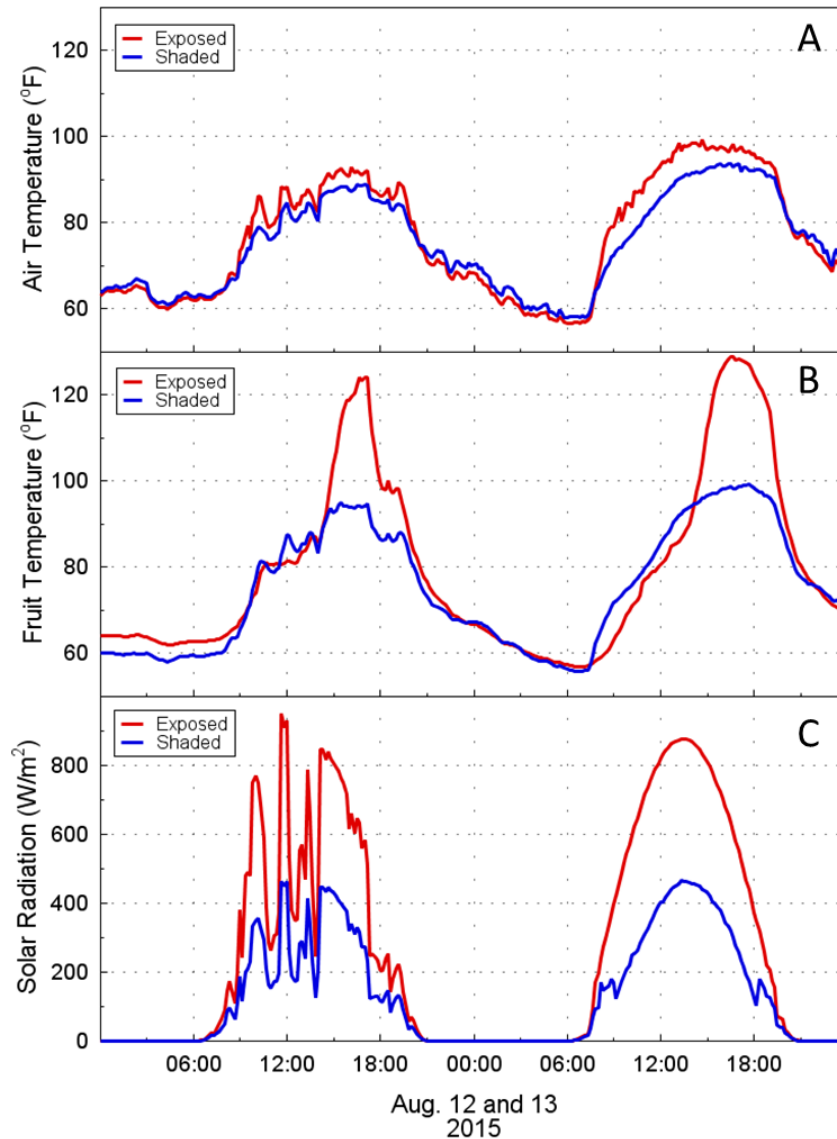 A
Exposed
Shaded
120
100
80
60
Air Temperature (⁰F)
B
Exposed
Shaded
120
100
80
60
Fruit Temperature (⁰F)
C
Exposed
Shaded
800
600
400
200
0
Solar Radiation (W/m²)
06:00 12:00 18:00 00:00 06:00 12:00 18:00
Aug. 12 and 13
2015